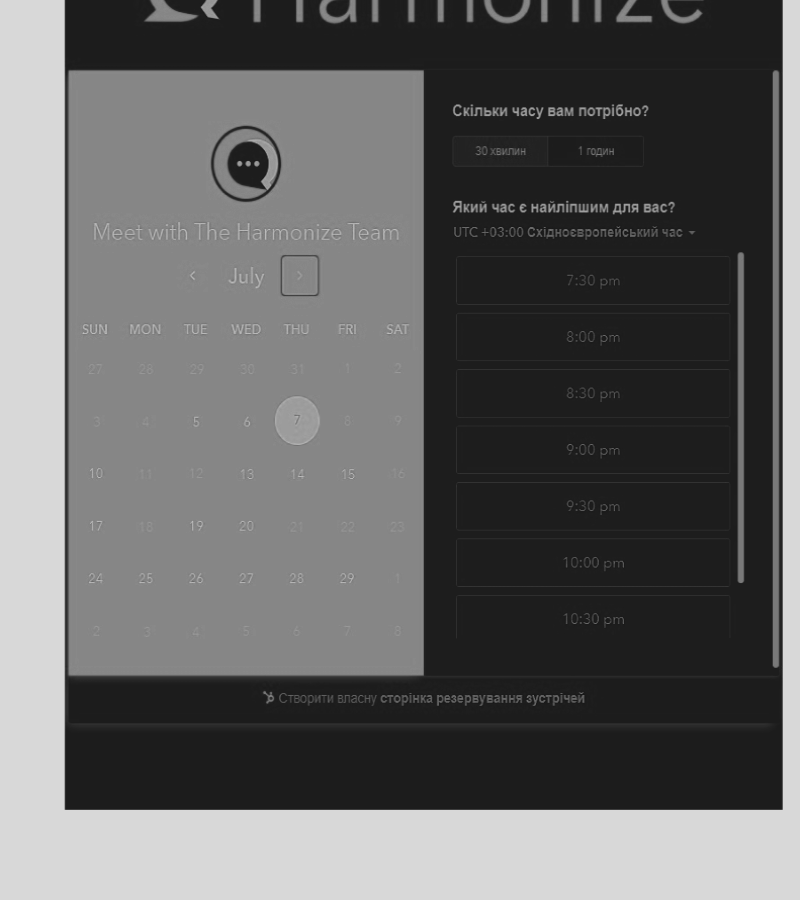 Harmonize
Meet with The Harmonize Team
July
SUN MON TUE WED THU FRI SAT
27 28 29 30 31 1 2
3 4 5 6 7 8 9
10 11 12 13 14 15 16
17 18 19 20 21 22 23
24 25 26 27 28 29 1
2 3 4 5 6 7 8
Скільки часу вам потрібно?
30 хвилин 1 годин
Який час є найліпшим для вас?
UTC +03:00 Східноєвропейський час
7:30 pm
8:00 pm
8:30 pm
9:00 pm
9:30 pm
10:00 pm
10:30 pm
Створити власну сторінка резервування зустрічей